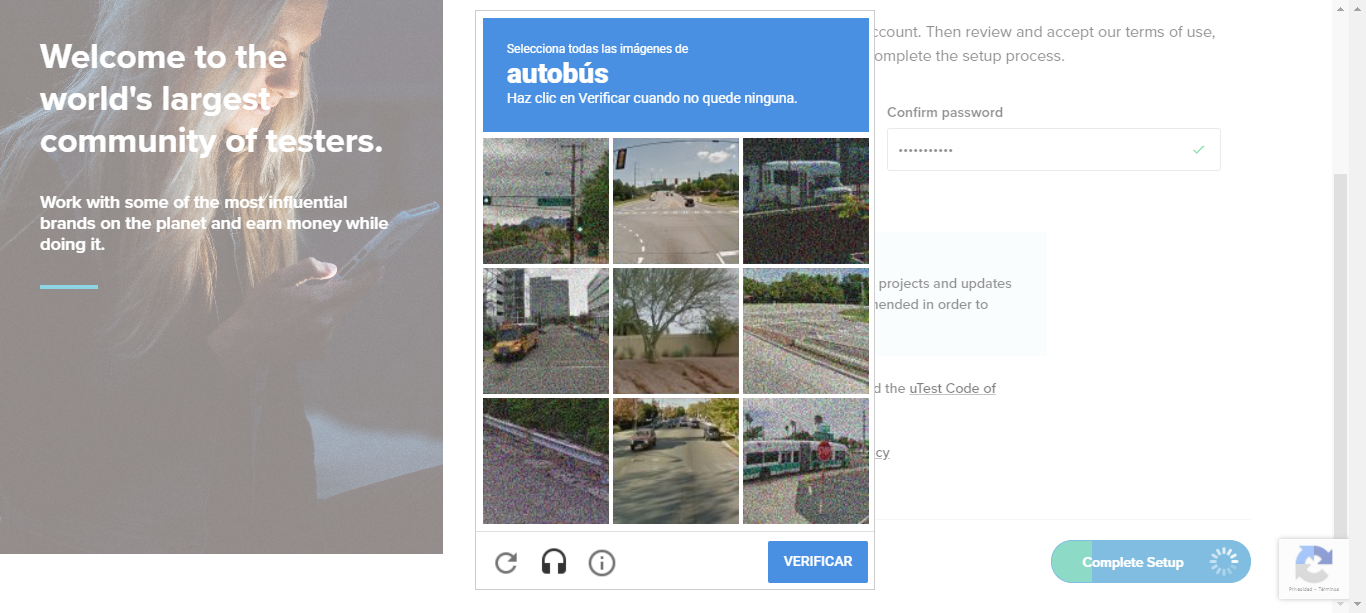 Welcome to the
world's largest
community of testers.
Work with some of the most influential
brands on the planet and earn money while
doing it.
Selecciona todas las imágenes de
autobús
Haz clic en Verificar cuando no quede ninguna.
VERIFICAR
ccount. Then review and accept our terms of use,
omplete the setup process.
Confirm password
•••••••••••
projects and updates
mended in order to
d the uTest Code of
cy
Complete Setup
Privacidad - Términos